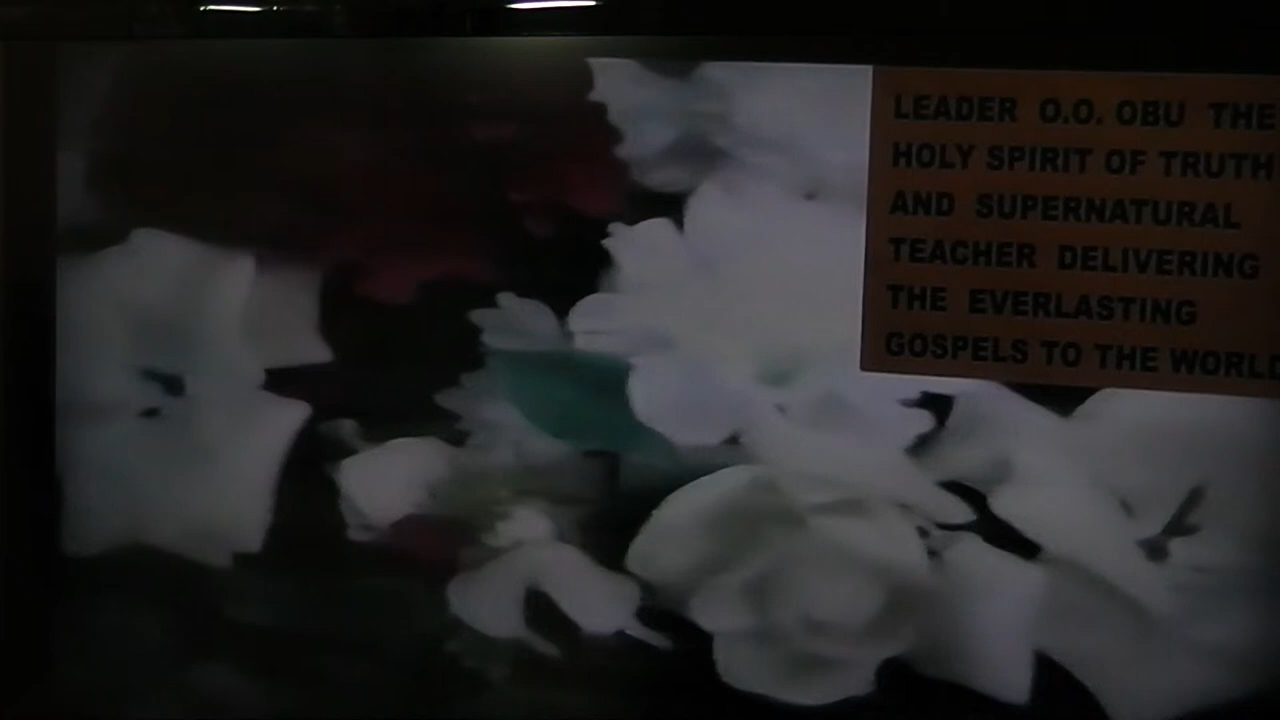 LEADER O.O. OBU THE
HOLY SPIRIT OF TRUTH
AND SUPERNATURAL
TEACHER DELIVERING
THE EVERLASTING
GOSPELS TO THE WORLD